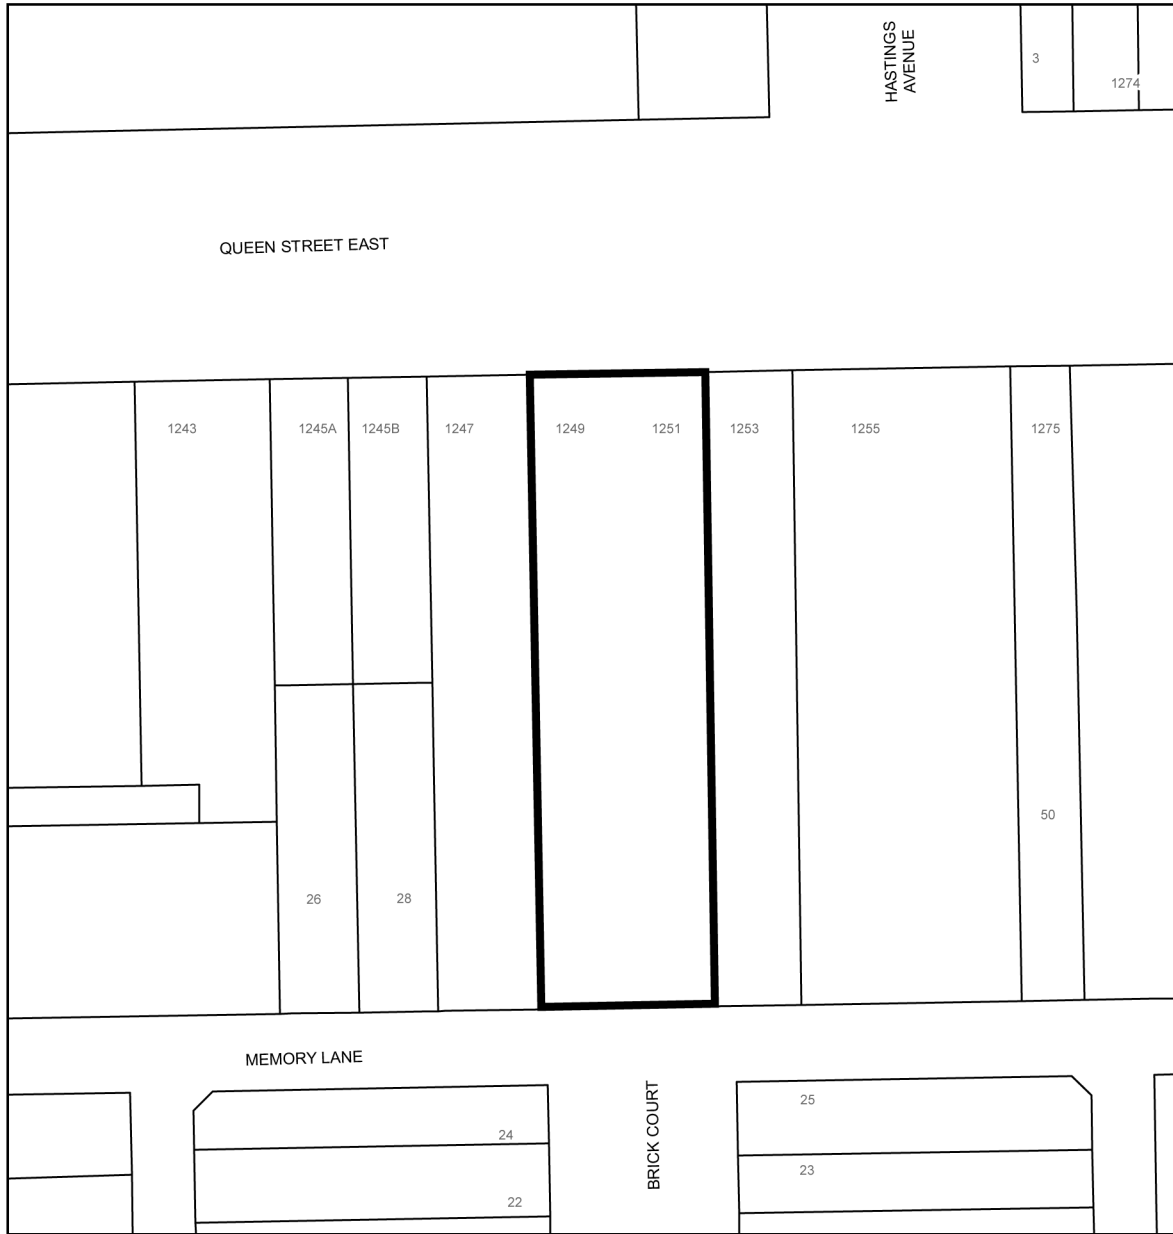 HASTINGS
AVENUE
3
1274
QUEEN STREET EAST
1243
1245A
1245B
1247
1249
1251
1253
1255
1275
50
26
28
MEMORY LANE
BRICK COURT
24
22
25
23